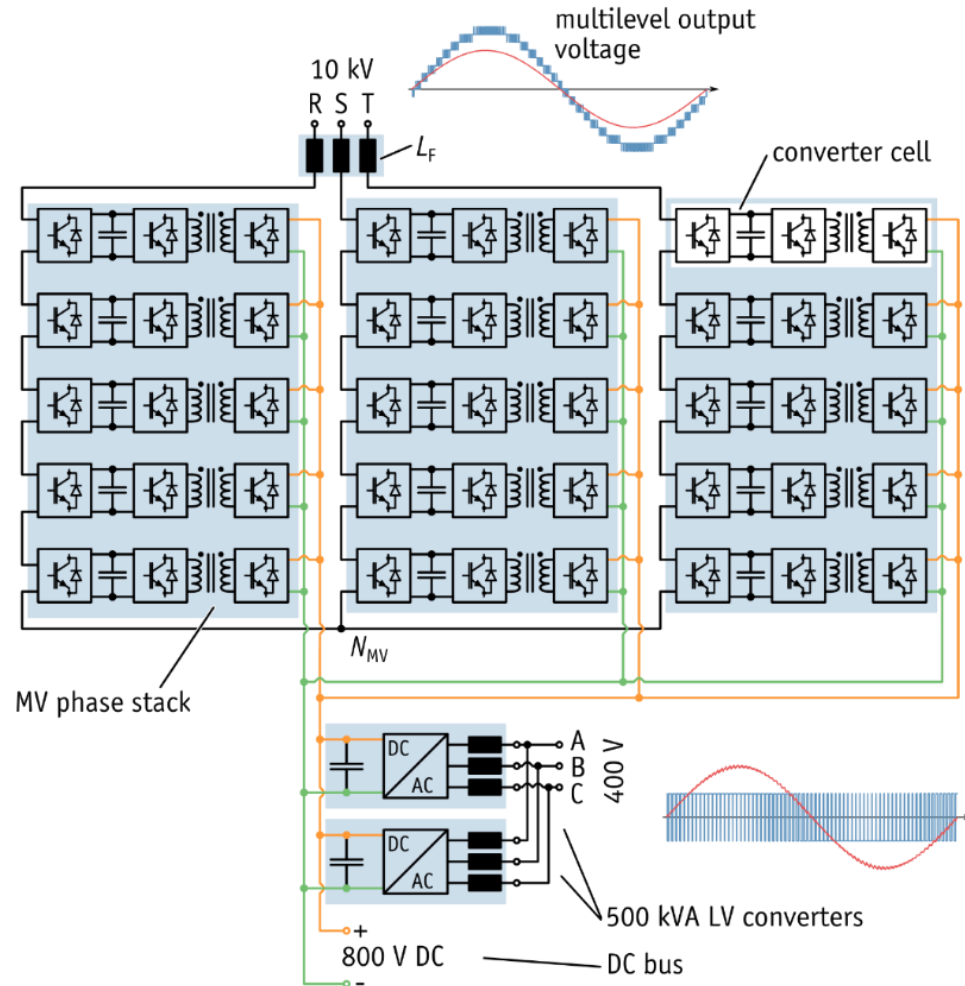 multilevel output
voltage
10 kV
R S T
L_F
converter cell
N_MV
MV phase stack
DC
AC
A
B
C
400 V
DC
AC
500 kVA LV converters
+
800 V DC
DC bus
-